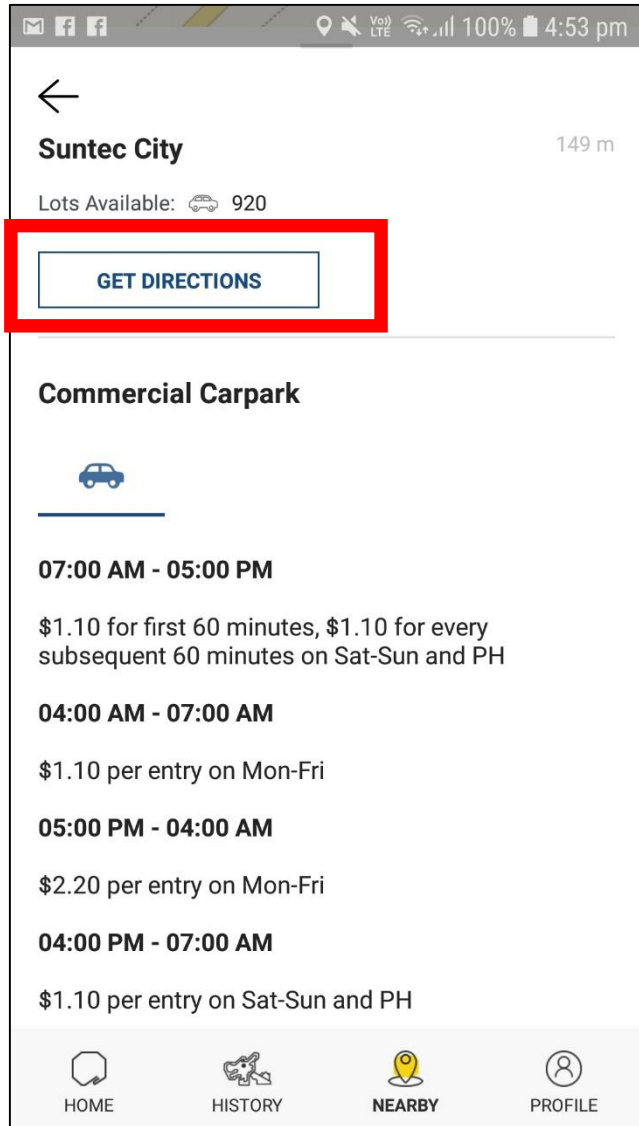 Vo)) LTE 100% 4:53 pm
Suntec City 149 m
Lots Available: 920
GET DIRECTIONS
Commercial Carpark
07:00 AM - 05:00 PM
$1.10 for first 60 minutes, $1.10 for every
subsequent 60 minutes on Sat-Sun and PH
04:00 AM - 07:00 AM
$1.10 per entry on Mon-Fri
05:00 PM - 04:00 AM
$2.20 per entry on Mon-Fri
04:00 PM - 07:00 AM
$1.10 per entry on Sat-Sun and PH
HOME HISTORY NEARBY PROFILE